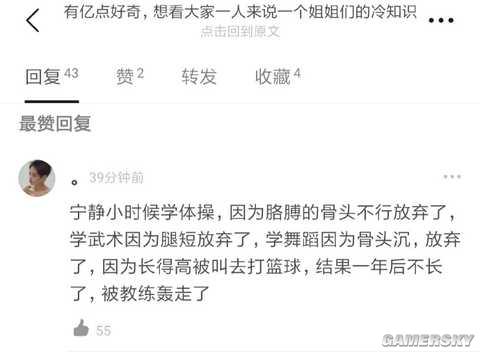 有亿点好奇，想看大家一人来说一个姐姐们的冷知识
点击回到原文
回复 43 赞 2 转发 收藏 4
最赞回复
。 39分钟前
宁静小时候学体操，因为胳膊的骨头不行放弃了，
学武术因为腿短放弃了，学舞蹈因为骨头沉，放弃
了，因为长得高被叫去打篮球，结果一年后不长
了，被教练轰走了
55
GAMERSKY